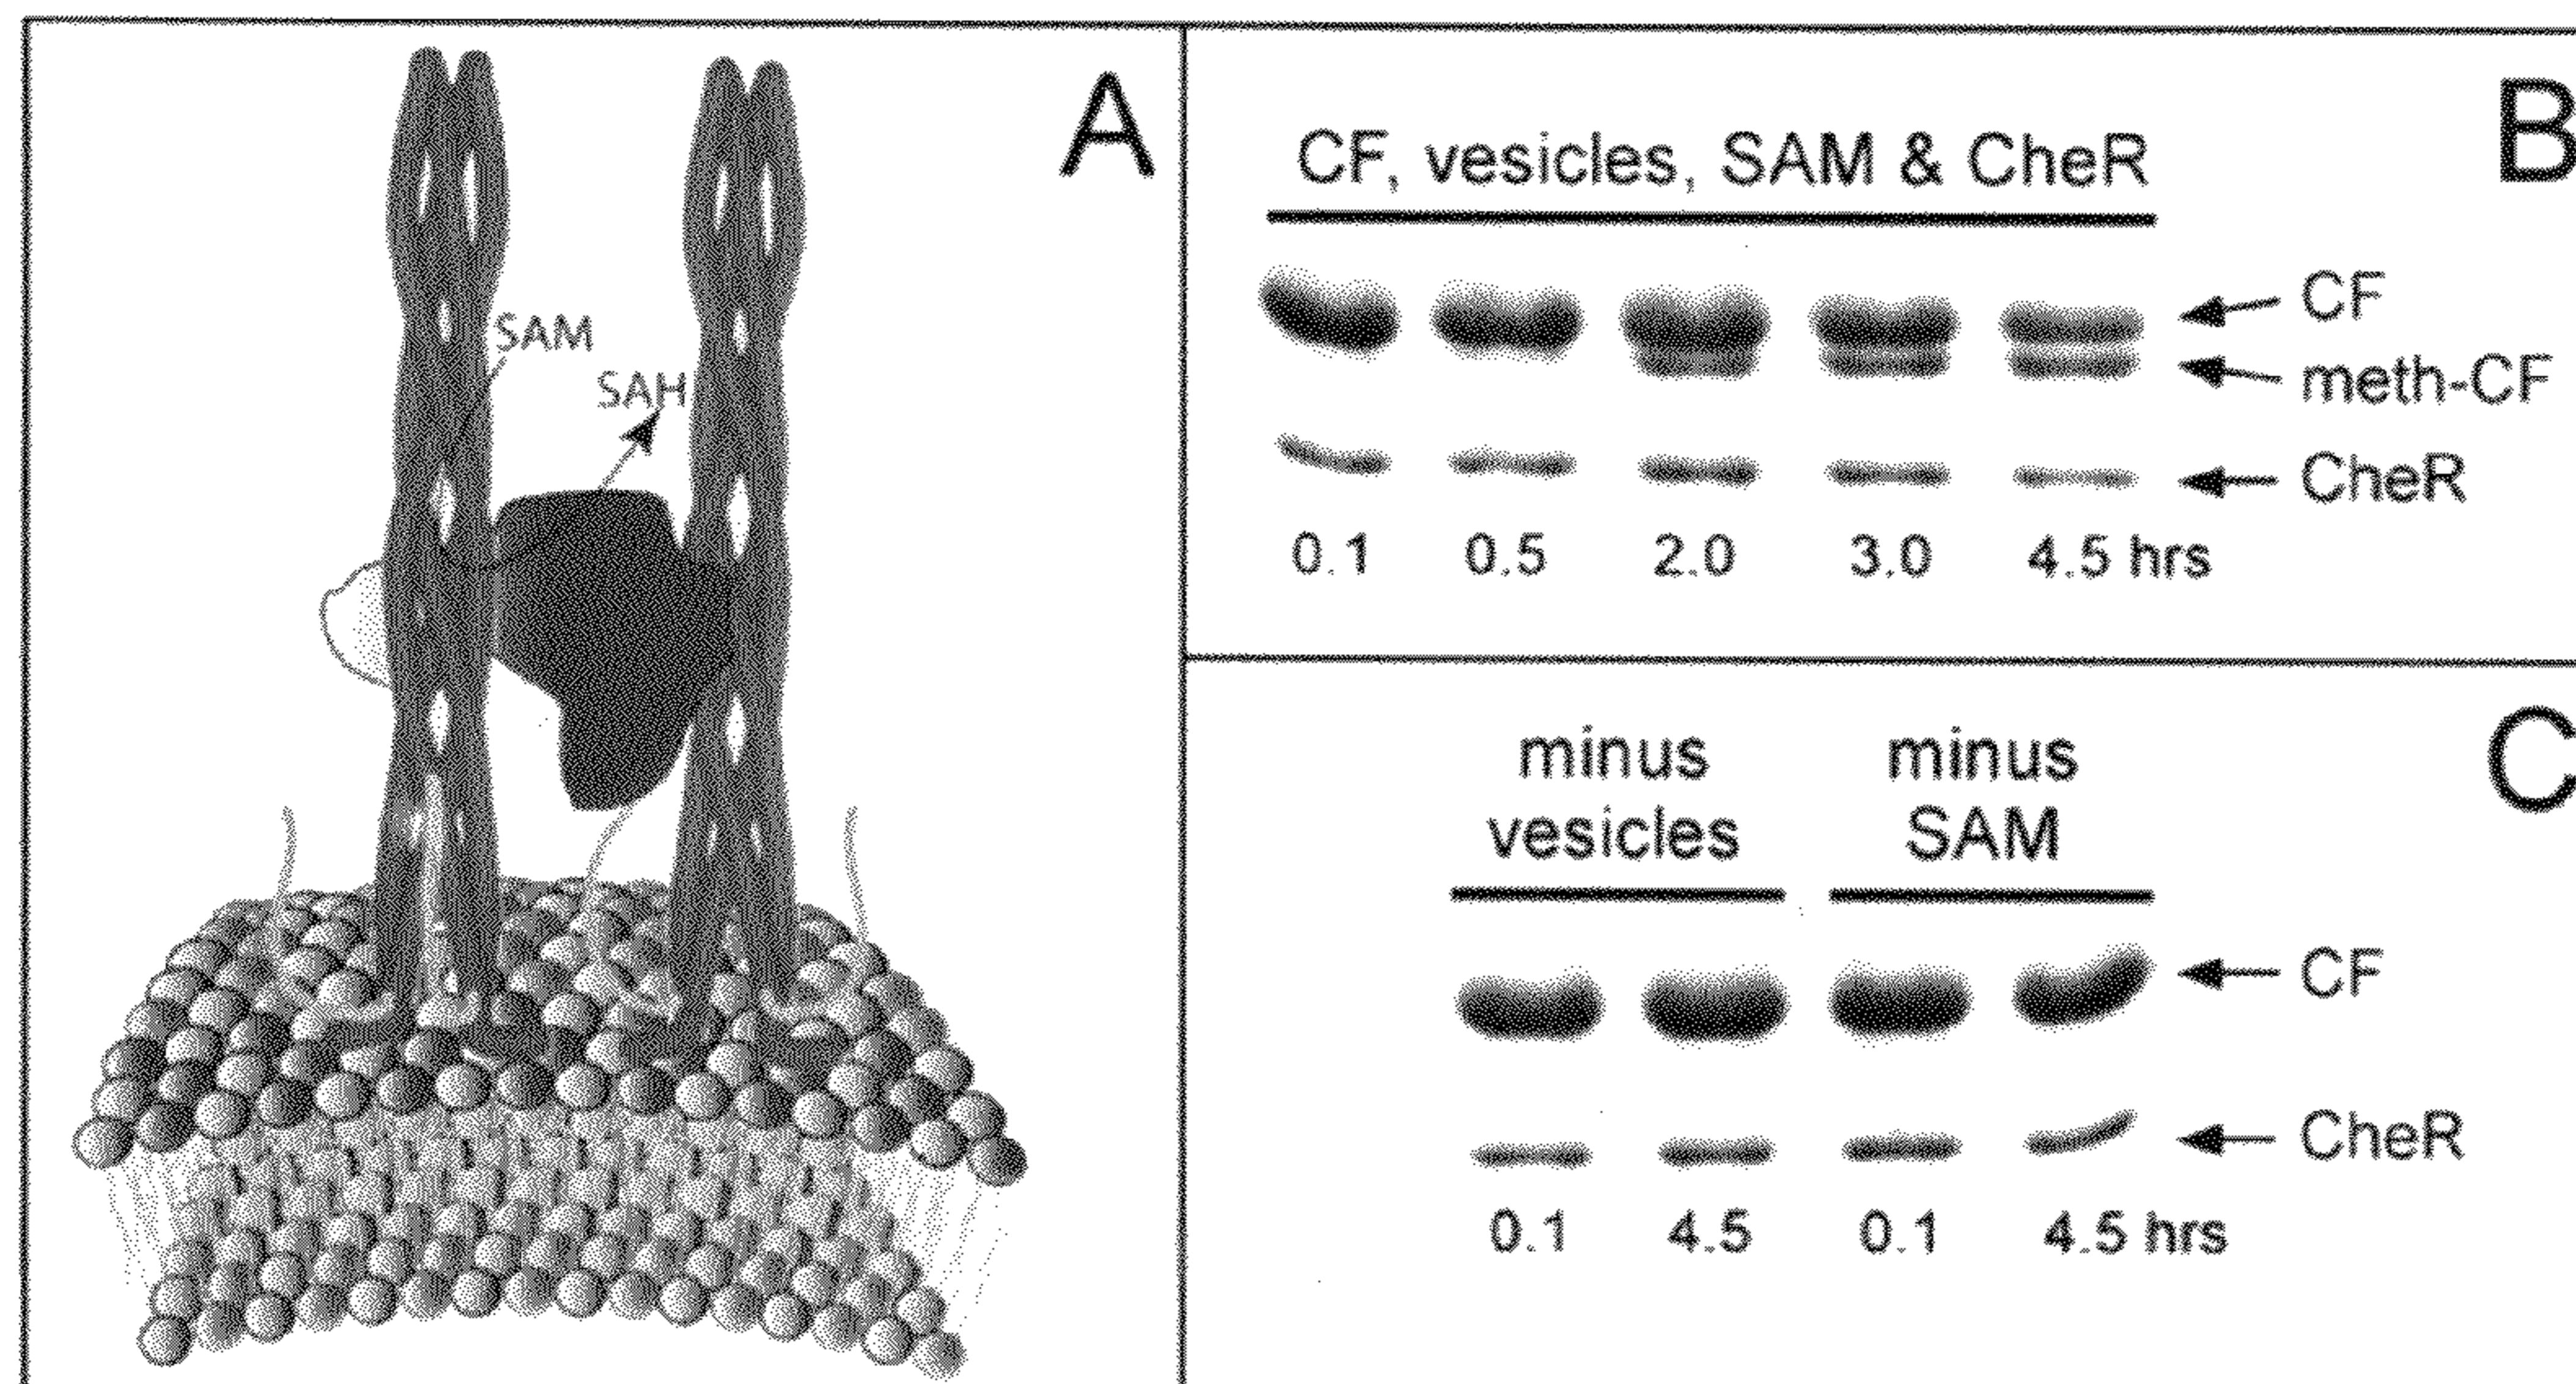 A
SAM
SAH
B
CF, vesicles, SAM & CheR
CF
meth-CF
CheR
0.1 0.5 2.0 3.0 4.5 hrs
C
minus minus
vesicles SAM
CF
CheR
0.1 4.5 0.1 4.5 hrs